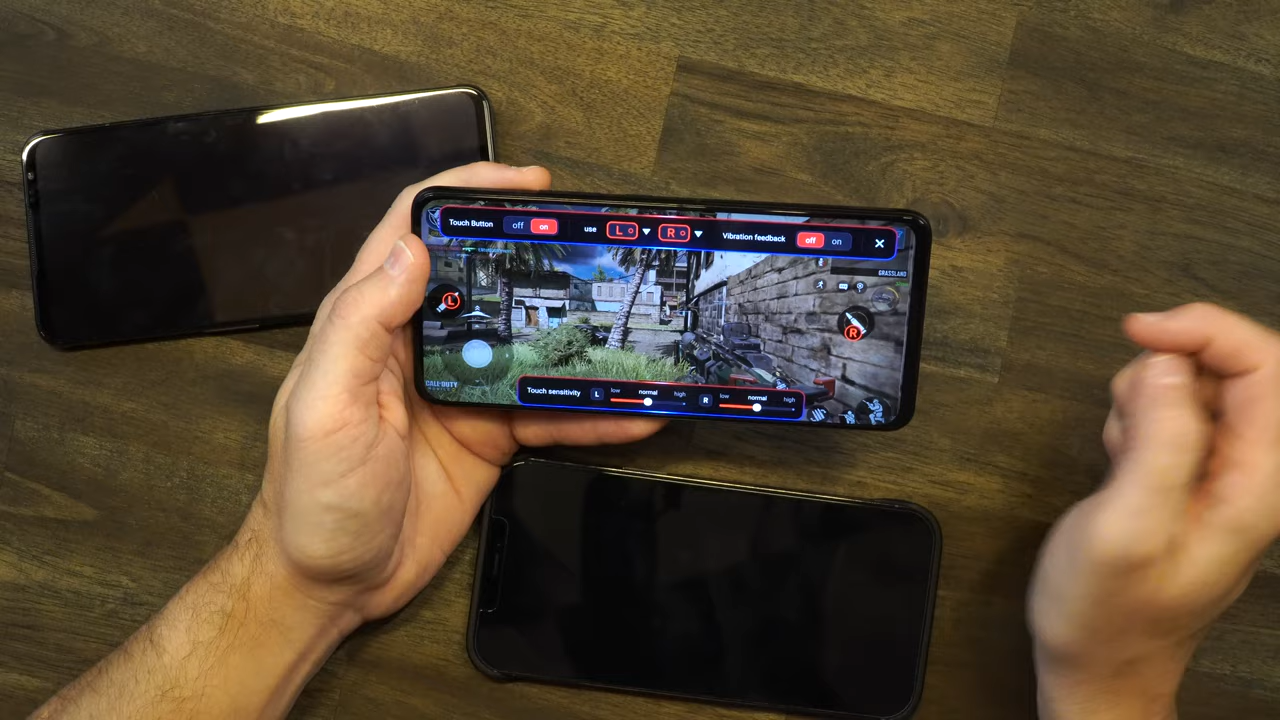 Touch Button off on use L R Vibration feedback off on
GRASSLAND
L
R
CALL OF DUTY
Touch sensitivity L low normal high R low normal high